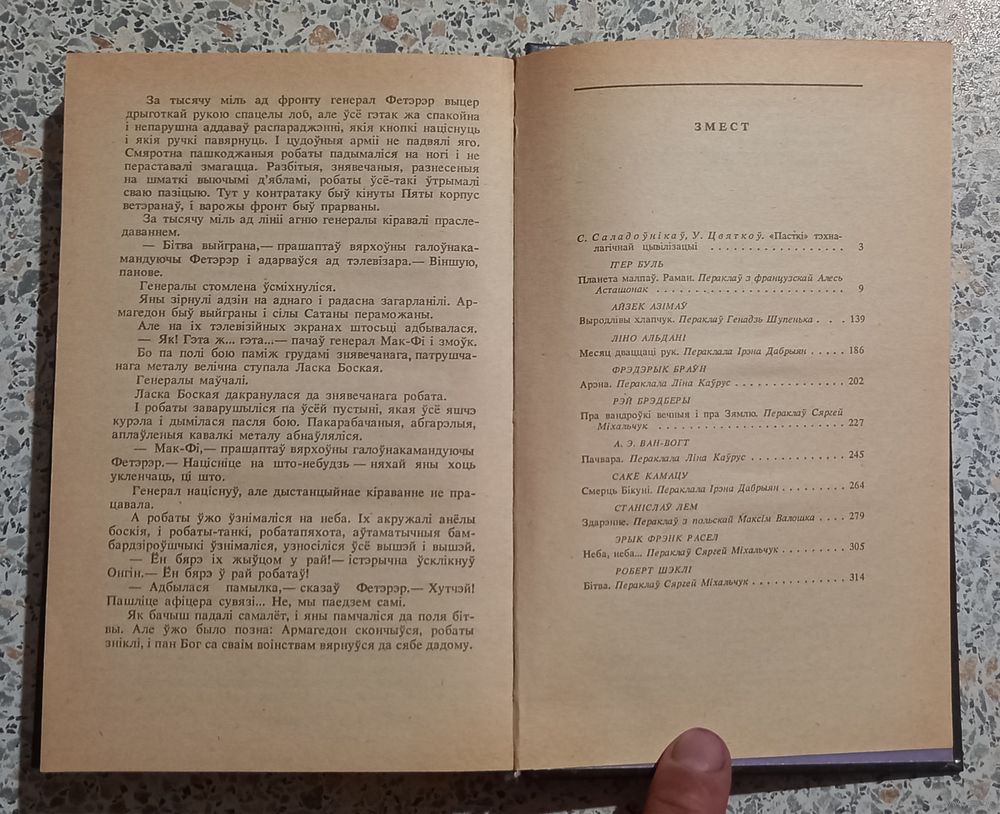 За тысячу міль ад фронту генерал Фетэрэр выцер
дрыготкай рукою спацелы лоб, але ўсё гэтак жа спакойна
і непарушна аддаваў распараджэнні, якія кнопкі націснуць
і якія ручкі павярнуць. І цудоўныя арміі не падвялі яго.
Смяротна пашкоджаныя робаты падымаліся на ногі і не
пераставалі змагацца. Разбітыя, знявечаныя, разнесеныя
на шматкі выючымі д'ябламі, робаты ўсё-такі ўтрымалі
сваю пазіцыю. Тут у контратаку быў кінуты Пяты корпус
ветэранаў, і варожы фронт быў прарваны.
За тысячу міль ад лініі агню генералы кіравалі прасле-
даваннем.
— Бітва выйграна,— прашаптаў вярхоўны галоўнака-
мандуючы Фетэрэр і адарваўся ад тэлевізара.— Віншую,
панове.
Генералы стомлена ўсміхнуліся.
Яны зірнулі адзін на аднаго і радасна загарланілі. Ар-
магедон быў выйграны і сілы Сатаны пераможаны.
Але на іх тэлевізійных экранах штосьці адбывалася.
— Як! Гэта ж... гэта...— пачаў генерал Мак-Фі і змоўк.
Бо па полі бою паміж грудамі знявечанага, патрушча-
нага металу велічна ступала Ласка Боская.
Генералы маўчалі.
Ласка Боская дакранулася да знявечанага робата.
І робаты заварушыліся па ўсёй пустыні, якая ўсё яшчэ
курэла і дымілася пасля бою. Пакарабачаныя, абгарэлыя,
аплаўленыя кавалкі металу абнаўляліся.
— Мак-Фі,— прашаптаў вярхоўны галоўнакамандуючы
Фетэрэр.— Націсніце на што-небудзь — няхай яны хоць
укленчаць, ці што.
Генерал націснуў, але дыстанцыйнае кіраванне не пра-
цавала.
А робаты ўжо ўзнімаліся на неба. Іх акружалі анёлы
боскія, і робаты-танкі, робатапяхота, аўтаматычныя бам-
бардзіроўшчыкі ўзнімаліся, узносіліся ўсё вышэй і вышэй.
— Ён бярэ іх жыўцом у рай!— істэрычна ўсклікнуў
Онгін.— Ён бярэ ў рай робатаў!
— Адбылася памылка,— сказаў Фетэрэр.— Хутчэй!
Пашліце афіцера сувязі... Не, мы паедзем самі.
Як бачыш падалі самалёт, і яны памчаліся да поля біт-
вы. Але ўжо было позна: Армагедон скончыўся, робаты
зніклі, і пан Бог са сваім воінствам вярнуўся да сябе дадому.
ЗМЕСТ
С. Саладоўнікаў, У. Цвяткоў. «Пасткі» тэхна-
лагічнай цывілізацыі . . . . . . . . . . . . . . . . 3
П'ЕР БУЛЬ
Планета малпаў. Раман. Пераклаў з французскай Алесь
Асташонак . . . . . . . . . . . . . . . . . . . . . . 9
АЙЗЕК АЗІМАЎ
Выродлівы хлапчук. Пераклаў Генадзь Шупенька . . . 139
ЛІНО АЛЬДАНІ
Месяц дваццаці рук. Пераклала Ірэна Дабрыян . . . . . 186
ФРЭДЭРЫК БРАЎН
Арэна. Пераклала Ліна Каўрус . . . . . . . . . . . . 202
РЭЙ БРЭДБЕРЫ
Пра вандроўкі вечныя і пра Зямлю. Пераклаў Сяргей
Міхальчук . . . . . . . . . . . . . . . . . . . . . . 227
А. Э. ВАН-ВОГТ
Пачвара. Пераклала Ліна Каўрус . . . . . . . . . . . 245
САКЁ КАМАЦУ
Смерць Бікуні. Пераклала Ірэна Дабрыян . . . . . . . . 264
СТАНІСЛАЎ ЛЕМ
Здарэнне. Пераклаў з польскай Максім Валошка . . . . 279
ЭРЫК ФРЭНК РАСЕЛ
Неба, неба... Пераклаў Сяргей Міхальчук . . . . . . . . 305
РОБЕРТ ШЭКЛІ
Бітва. Пераклаў Сяргей Міхальчук . . . . . . . . . . . 314